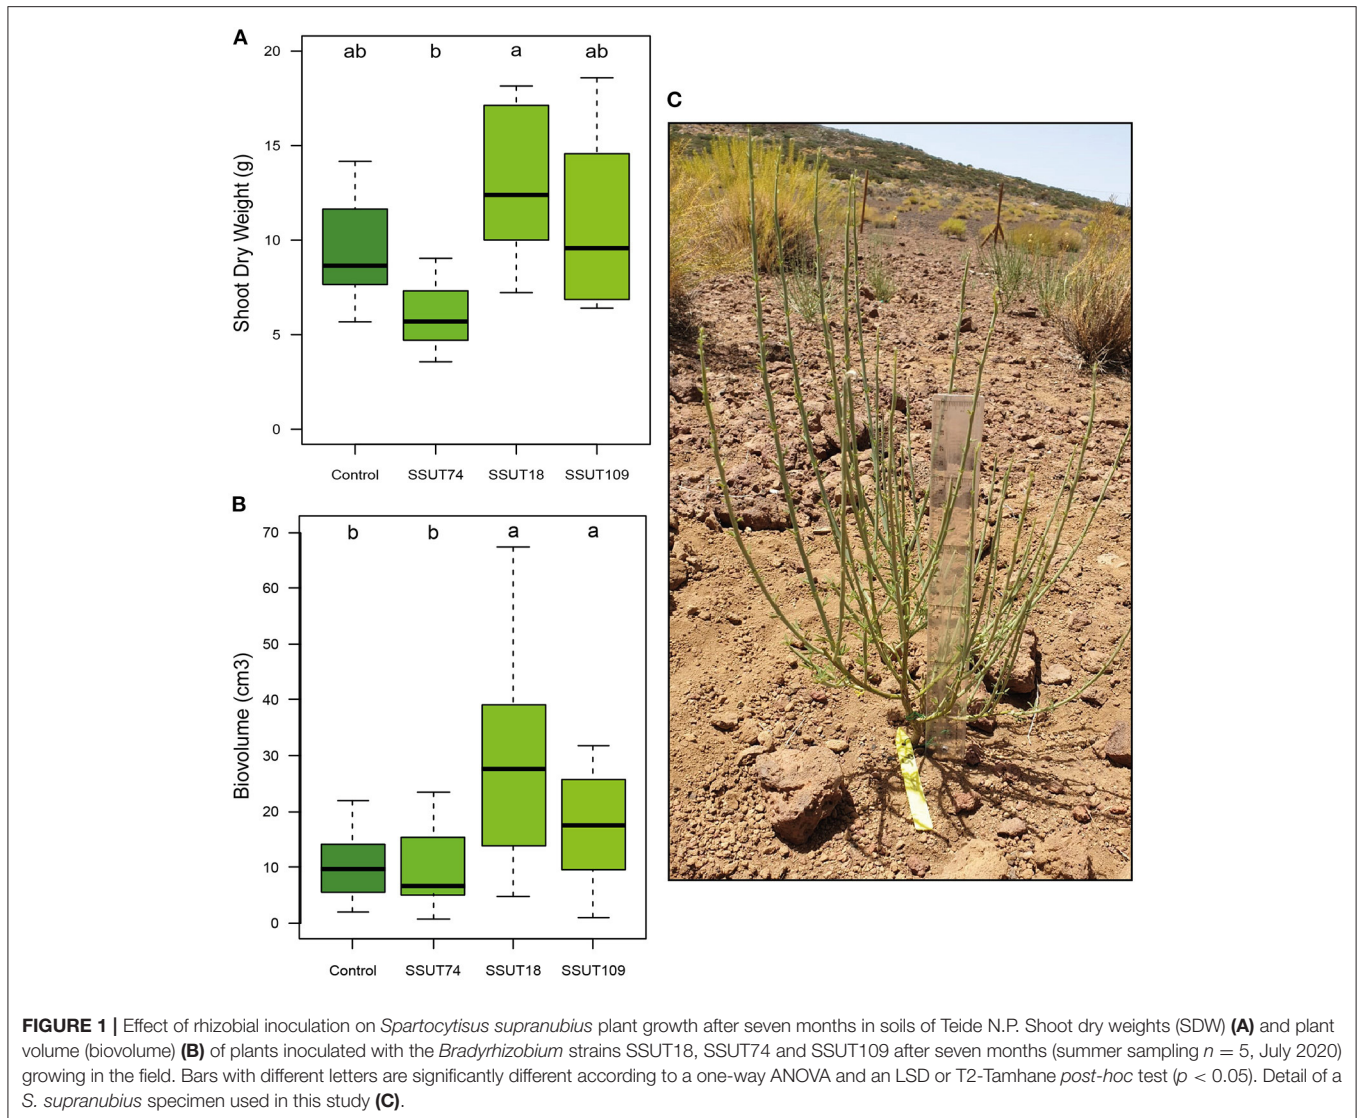 A
20
15
10
5
0
Shoot Dry Weight (g)
ab b a ab
Control SSUT74 SSUT18 SSUT109
B
70
60
50
40
30
20
10
0
Biovolume (cm3)
b b a a
Control SSUT74 SSUT18 SSUT109
C
FIGURE 1 | Effect of rhizobial inoculation on Spartocytisus supranubius plant growth after seven months in soils of Teide N.P. Shoot dry weights (SDW) (A) and plant
volume (biovolume) (B) of plants inoculated with the Bradyrhizobium strains SSUT18, SSUT74 and SSUT109 after seven months (summer sampling n = 5, July 2020)
growing in the field. Bars with different letters are significantly different according to a one-way ANOVA and an LSD or T2-Tamhane post-hoc test (p < 0.05). Detail of a
S. supranubius specimen used in this study (C).